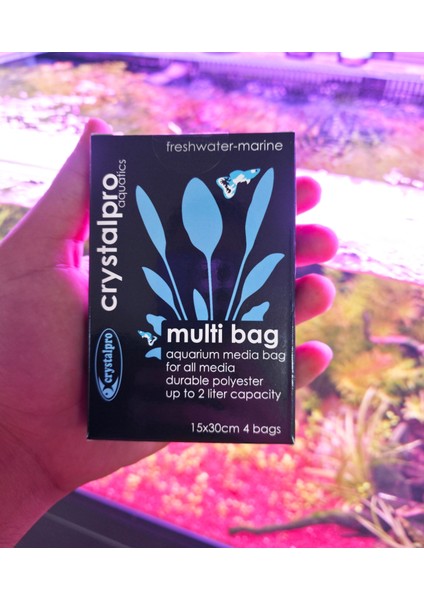 freshwater-marine
crystalpro
aquatics
crystalpro
multi bag
aquarium media bag
for all media
durable polyester
up to 2 liter capacity
15x30cm 4 bags